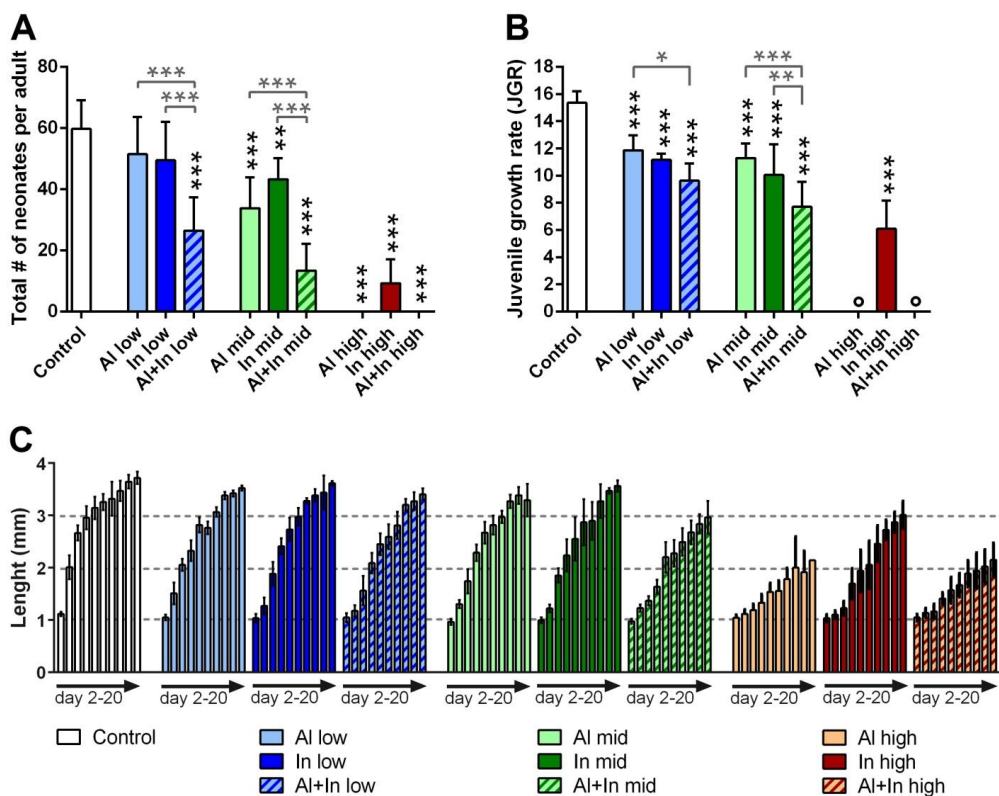 A
Total # of neonates per adult
80
60
40
20
0
***
***
***
***
***
***
**
***
***
***
***
Control
Al low
In low
Al+In low
Al mid
In mid
Al+In mid
Al high
In high
Al+In high
B
Juvenile growth rate (JGR)
18
16
14
12
10
8
6
4
2
0
*
***
**
***
***
***
***
***
***
***
o
o
Control
Al low
In low
Al+In low
Al mid
In mid
Al+In mid
Al high
In high
Al+In high
C
Lenght (mm)
4
3
2
1
0
day 2-20
day 2-20
day 2-20
day 2-20
day 2-20
day 2-20
day 2-20
day 2-20
day 2-20
day 2-20
Control
Al low
In low
Al+In low
Al mid
In mid
Al+In mid
Al high
In high
Al+In high